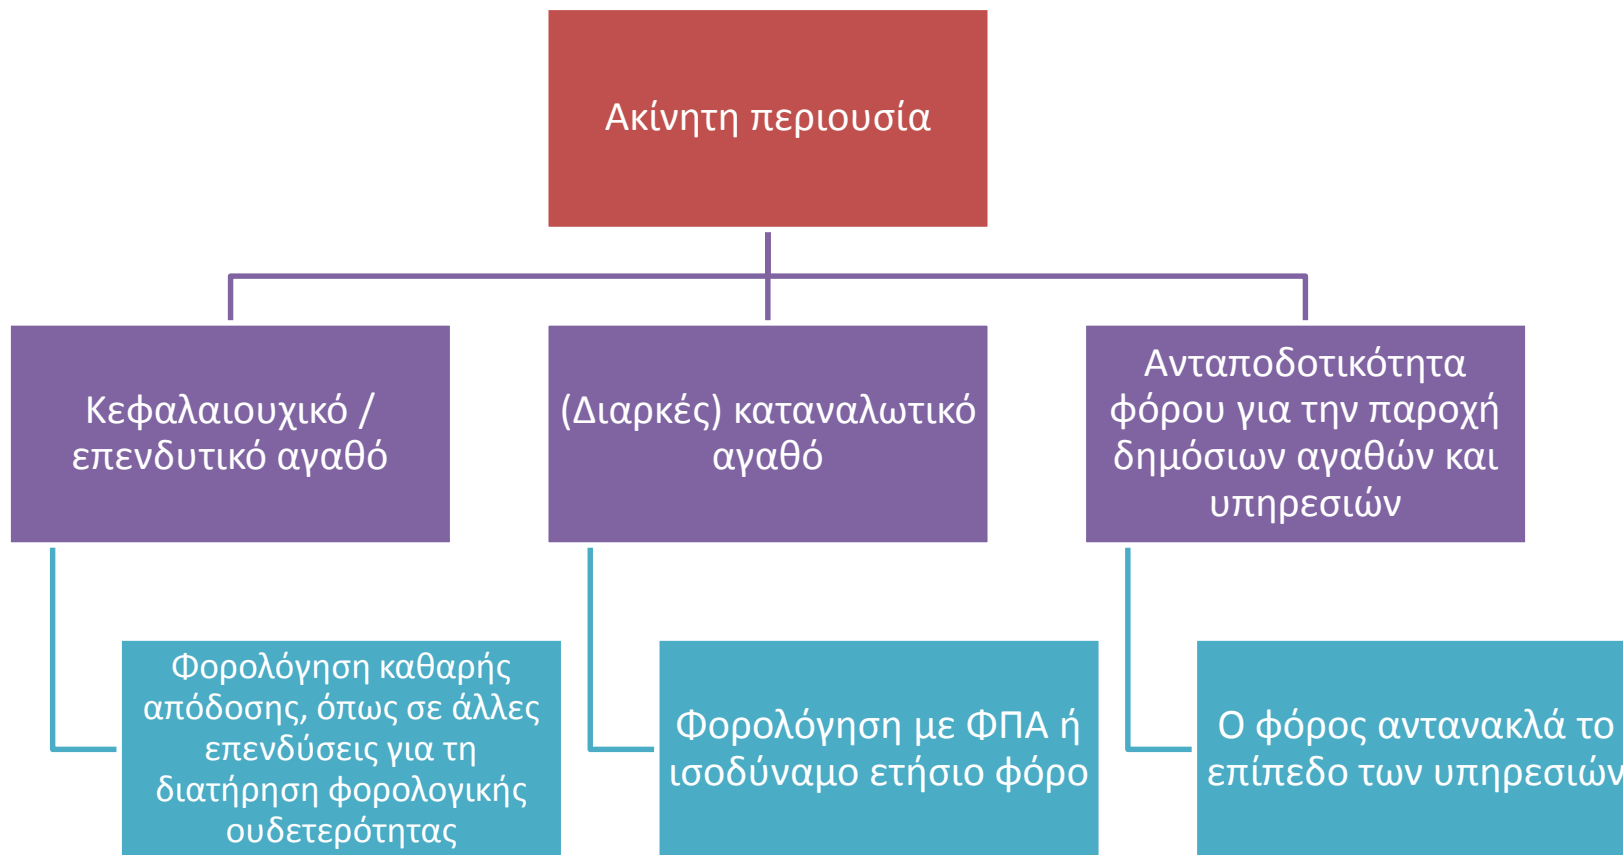 Ακίνητη περιουσία
Κεφαλαιουχικό /
επενδυτικό αγαθό
(Διαρκές) καταναλωτικό
αγαθό
Ανταποδοτικότητα
φόρου για την παροχή
δημόσιων αγαθών και
υπηρεσιών
Φορολόγηση καθαρής
απόδοσης, όπως σε άλλες
επενδύσεις για τη
διατήρηση φορολογικής
ουδετερότητας
Φορολόγηση με ΦΠΑ ή
ισοδύναμο ετήσιο φόρο
Ο φόρος αντανακλά το
επίπεδο των υπηρεσιών